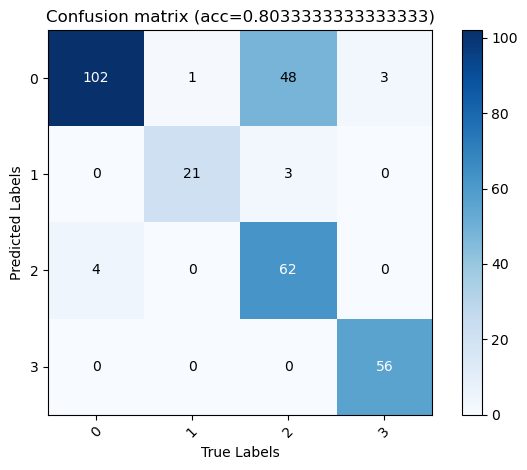 Confusion matrix (acc=0.8033333333333333)
0 102 1 48 3
1 0 21 3 0
2 4 0 62 0
3 0 0 0 56
0 1 2 3
Predicted Labels
True Labels
100
80
60
40
20
0